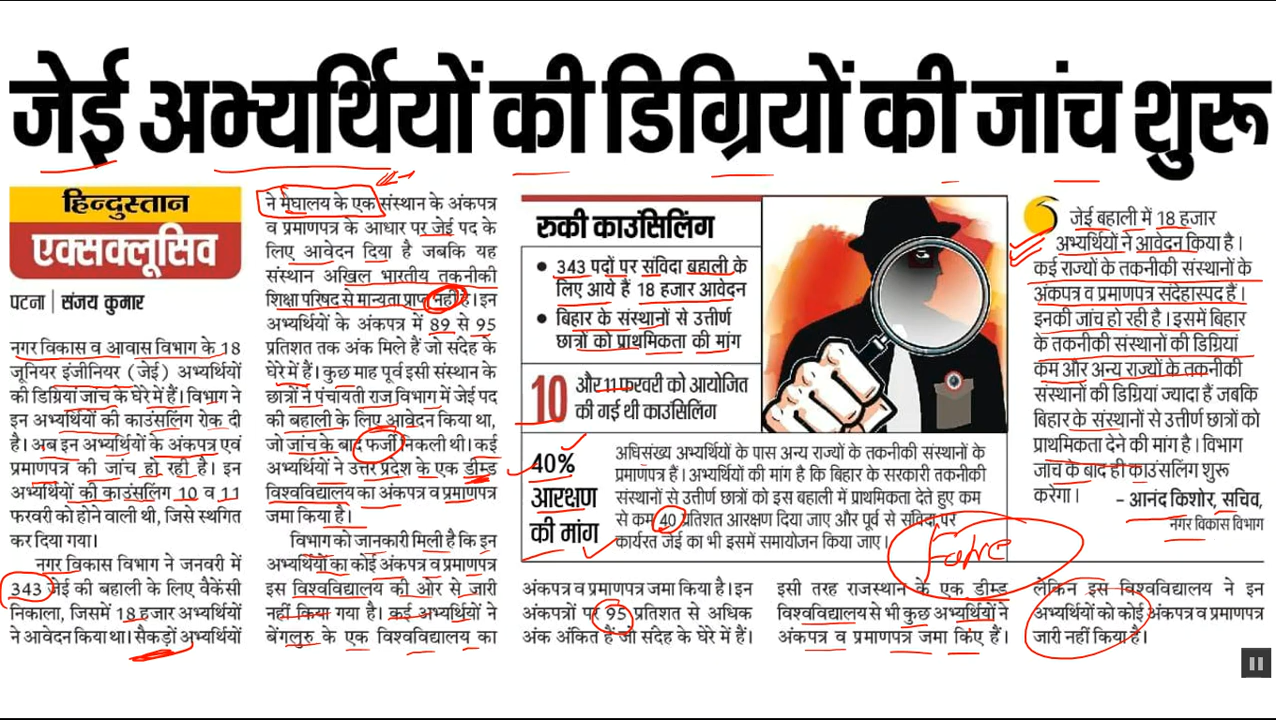 जेई अभ्यर्थियों की डिग्रियों की जांच शुरू
हिन्दुस्तान
एक्सक्लूसिव
पटना | संजय कुमार
नगर विकास व आवास विभाग के 18
जूनियर इंजीनियर (जेई) अभ्यर्थियों
की डिग्रियां जांच के घेरे में हैं। विभाग ने
इन अभ्यर्थियों की काउंसलिंग रोक दी
है। अब इन अभ्यर्थियों के अंकपत्र एवं
प्रमाणपत्र की जांच हो रही है। इन
अभ्यर्थियों की काउंसलिंग 10 व 11
फरवरी को होने वाली थी, जिसे स्थगित
कर दिया गया।
नगर विकास विभाग ने जनवरी में
343 जेई की बहाली के लिए वैकेंसी
निकाला, जिसमें 18 हजार अभ्यर्थियों
ने आवेदन किया था। सैकड़ों अभ्यर्थियों
ने मेघालय के एक संस्थान के अंकपत्र
व प्रमाणपत्र के आधार पर जेई पद के
लिए आवेदन दिया है जबकि यह
संस्थान अखिल भारतीय तकनीकी
शिक्षा परिषद से मान्यता प्राप्त नहीं है। इन
अभ्यर्थियों के अंकपत्र में 89 से 95
प्रतिशत तक अंक मिले हैं जो संदेह के
घेरे में हैं। कुछ माह पूर्व इसी संस्थान के
छात्रों ने पंचायती राज विभाग में जेई पद
की बहाली के लिए आवेदन किया था,
जो जांच के बाद फर्जी निकली थी। कई
अभ्यर्थियों ने उत्तर प्रदेश के एक डीम्ड
विश्वविद्यालय का अंकपत्र व प्रमाणपत्र
जमा किया है।
विभाग को जानकारी मिली है कि इन
अभ्यर्थियों का कोई अंकपत्र व प्रमाणपत्र
इस विश्वविद्यालय की ओर से जारी
नहीं किया गया है। कई अभ्यर्थियों ने
बेंगलुरु के एक विश्वविद्यालय का
रुकी काउंसिलिंग
• 343 पदों पर संविदा बहाली के
लिए आये हैं 18 हजार आवेदन
• बिहार के संस्थानों से उत्तीर्ण
छात्रों को प्राथमिकता की मांग
10 और 11 फरवरी को आयोजित
की गई थी काउंसिलिंग
40%
आरक्षण
की मांग
अधिसंख्य अभ्यर्थियों के पास अन्य राज्यों के तकनीकी संस्थानों के
प्रमाणपत्र हैं। अभ्यर्थियों की मांग है कि बिहार के सरकारी तकनीकी
संस्थानों से उत्तीर्ण छात्रों को इस बहाली में प्राथमिकता देते हुए कम
से कम 40 प्रतिशत आरक्षण दिया जाए और पूर्व से संविदा पर
कार्यरत जेई का भी इसमें समायोजन किया जाए।
अंकपत्र व प्रमाणपत्र जमा किया है। इन
अंकपत्रों पर 95 प्रतिशत से अधिक
अंक अंकित हैं जो संदेह के घेरे में हैं।
इसी तरह राजस्थान के एक डीम्ड
विश्वविद्यालय से भी कुछ अभ्यर्थियों ने
अंकपत्र व प्रमाणपत्र जमा किए हैं।
जेई बहाली में 18 हजार
अभ्यर्थियों ने आवेदन किया है।
कई राज्यों के तकनीकी संस्थानों के
अंकपत्र व प्रमाणपत्र संदेहास्पद हैं।
इनकी जांच हो रही है। इसमें बिहार
के तकनीकी संस्थानों की डिग्रियां
कम और अन्य राज्यों के तकनीकी
संस्थानों की डिग्रियां ज्यादा हैं जबकि
बिहार के संस्थानों से उत्तीर्ण छात्रों को
प्राथमिकता देने की मांग है। विभाग
जांच के बाद ही काउंसलिंग शुरू
करेगा।
– आनंद किशोर, सचिव,
नगर विकास विभाग
लेकिन इस विश्वविद्यालय ने इन
अभ्यर्थियों को कोई अंकपत्र व प्रमाणपत्र
जारी नहीं किया है।